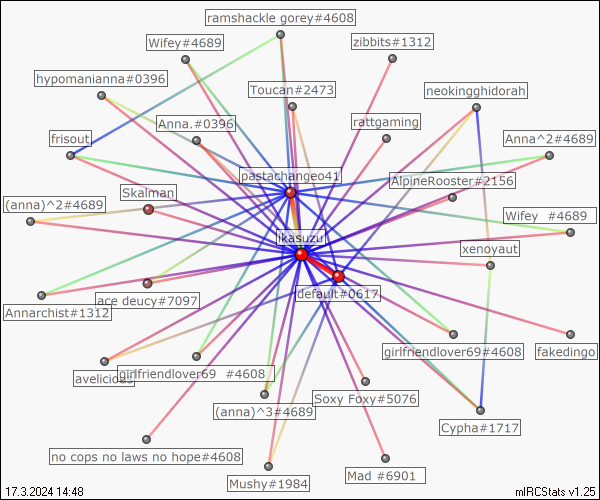 ramshackle gorey#4608
Wifey#4689
zibbits#1312
hypomanianna#0396
Toucan#2473
neokingghidorah
Anna.#0396
rattgaming
frisout
Anna^2#4689
pastachangeo41
AlpineRooster#2156
Skalman
(anna)^2#4689
Wifey #4689
ikasuzu
xenoyaut
default#0617
ace deucy#7097
Annarchist#1312
girlfriendlover69#4608
fakedingo
avelicious
girlfriendlover69 #4608
Soxy Foxy#5076
(anna)^3#4689
Cypha#1717
no cops no laws no hope#4608
Mushy#1984
Mad #6901
17.3.2024 14:48
mIRCStats v1.25